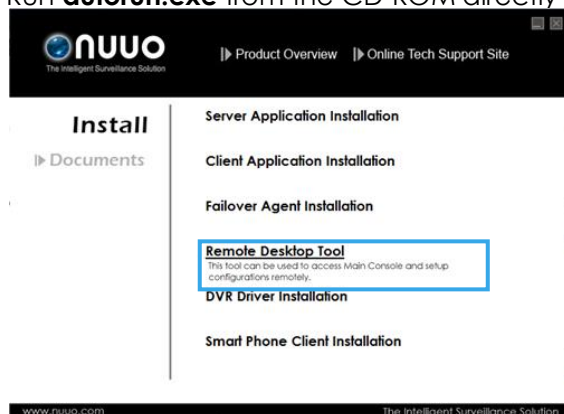 Run autorun.exe from the CD-ROM directly
nuuo
The Intelligent Surveillance Solution
Product Overview
Online Tech Support Site
Install
Documents
Server Application Installation
Client Application Installation
Failover Agent Installation
Remote Desktop Tool
This tool can be used to access Main Console and setup
configurations remotely.
DVR Driver Installation
Smart Phone Client Installation
www.nuuo.com
The Intelligent Surveillance Solution